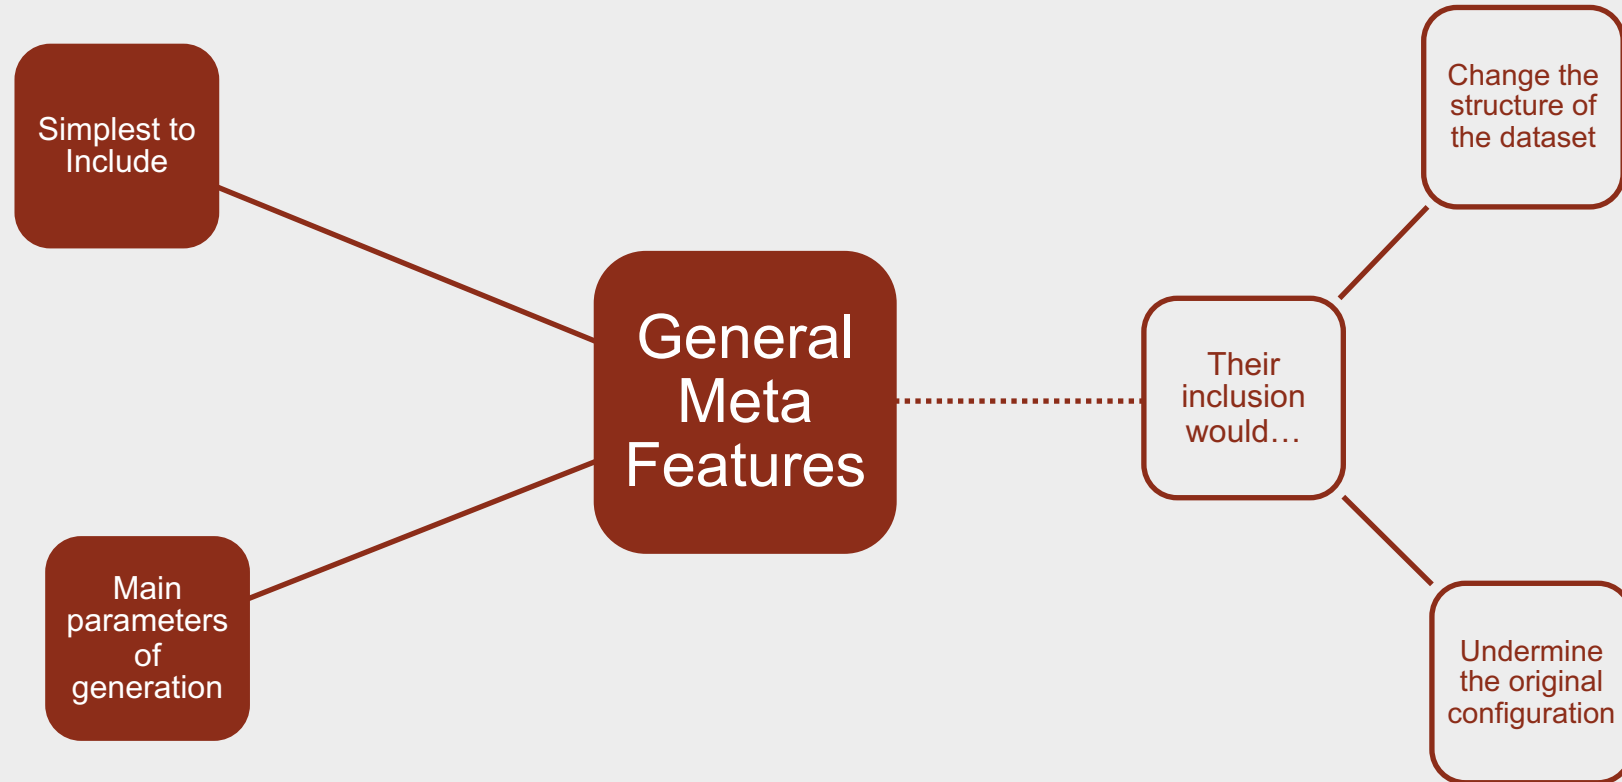 Simplest to
Include
Main
parameters
of
generation
General
Meta
Features
Their
inclusion
would…
Change the
structure of
the dataset
Undermine
the original
configuration